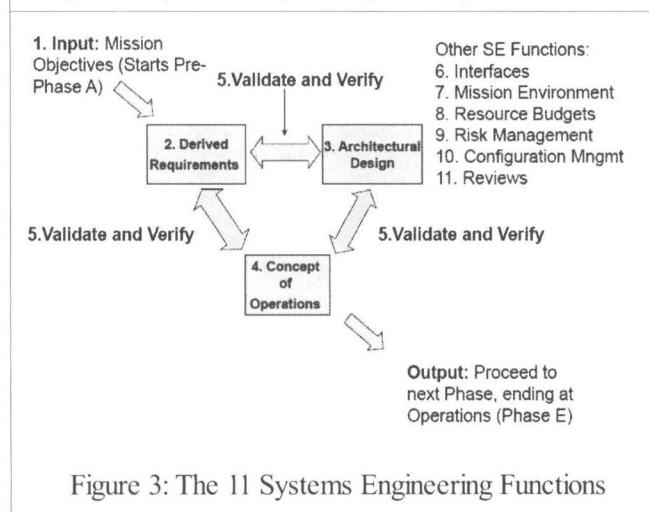 1. Input: Mission
Objectives (Starts Pre-
Phase A)
5.Validate and Verify
Other SE Functions:
6. Interfaces
7. Mission Environment
8. Resource Budgets
9. Risk Management
10. Configuration Mngmt
11. Reviews
2. Derived
Requirements
3. Architectural
Design
5.Validate and Verify
5.Validate and Verify
4. Concept
of
Operations
Output: Proceed to
next Phase, ending at
Operations (Phase E)
Figure 3: The 11 Systems Engineering Functions